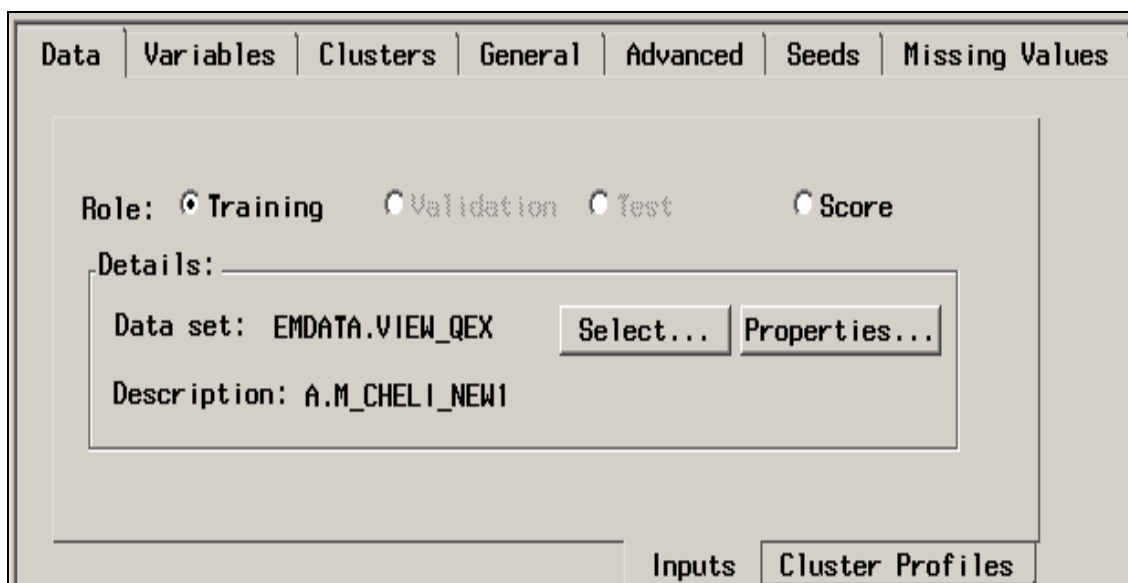 Data Variables Clusters General Advanced Seeds Missing Values
Role: Training Validation Test Score
Details:
Data set: EMDATA.VIEW_QEX Select... Properties...
Description: A.M_CHELI_NEW1
Inputs Cluster Profiles